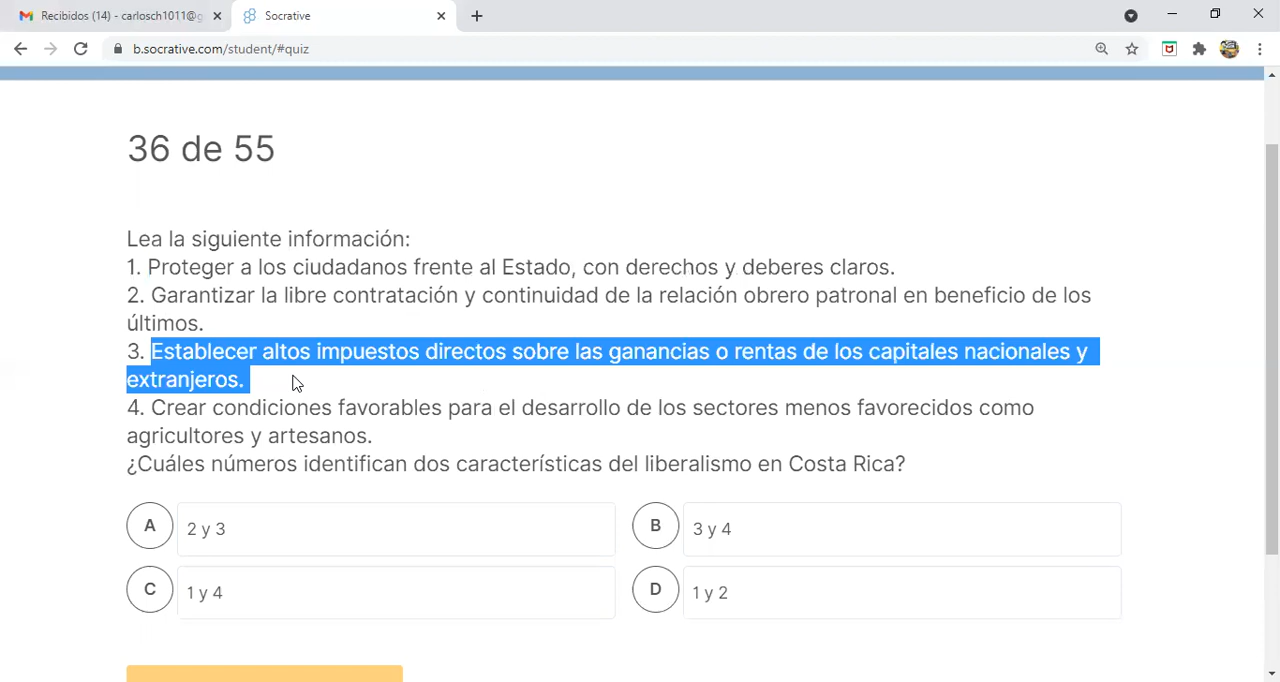 Recibidos (14) - carlosch1011@g
Socrative
b.socrative.com/student/#quiz
36 de 55
Lea la siguiente información:
1. Proteger a los ciudadanos frente al Estado, con derechos y deberes claros.
2. Garantizar la libre contratación y continuidad de la relación obrero patronal en beneficio de los
últimos.
3. Establecer altos impuestos directos sobre las ganancias o rentas de los capitales nacionales y
extranjeros.
4. Crear condiciones favorables para el desarrollo de los sectores menos favorecidos como
agricultores y artesanos.
¿Cuáles números identifican dos características del liberalismo en Costa Rica?
A 2 y 3
B 3 y 4
C 1 y 4
D 1 y 2